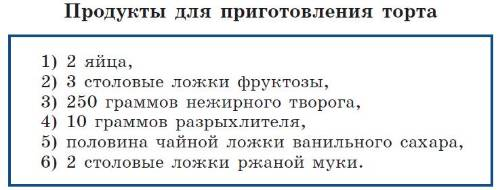 Продукты для приготовления торта
1) 2 яйца,
2) 3 столовые ложки фруктозы,
3) 250 граммов нежирного творога,
4) 10 граммов разрыхлителя,
5) половина чайной ложки ванильного сахара,
6) 2 столовые ложки ржаной муки.